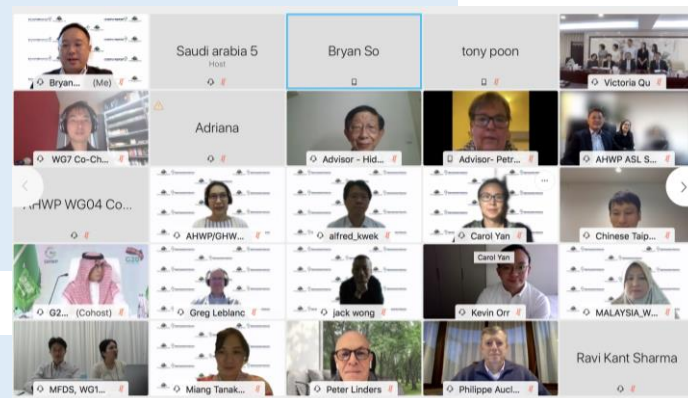 Bryan... (Me)
Saudi arabia 5
Host
Bryan So
tony poon
Victoria Qu
WG7 Co-Ch...
Adriana
Advisor - Hid...
Advisor- Petr...
AHWP ASL S...
AHWP WG04 Co...
AHWP/GHW...
alfred_kwek
Carol Yan
Chinese Taip...
G2... (Cohost)
Greg Leblanc
jack wong
Carol Yan
Kevin Orr
MALAYSIA_W...
MFDS, WG1...
Miang Tanak...
Peter Linders
Philippe Aucl...
Ravi Kant Sharma